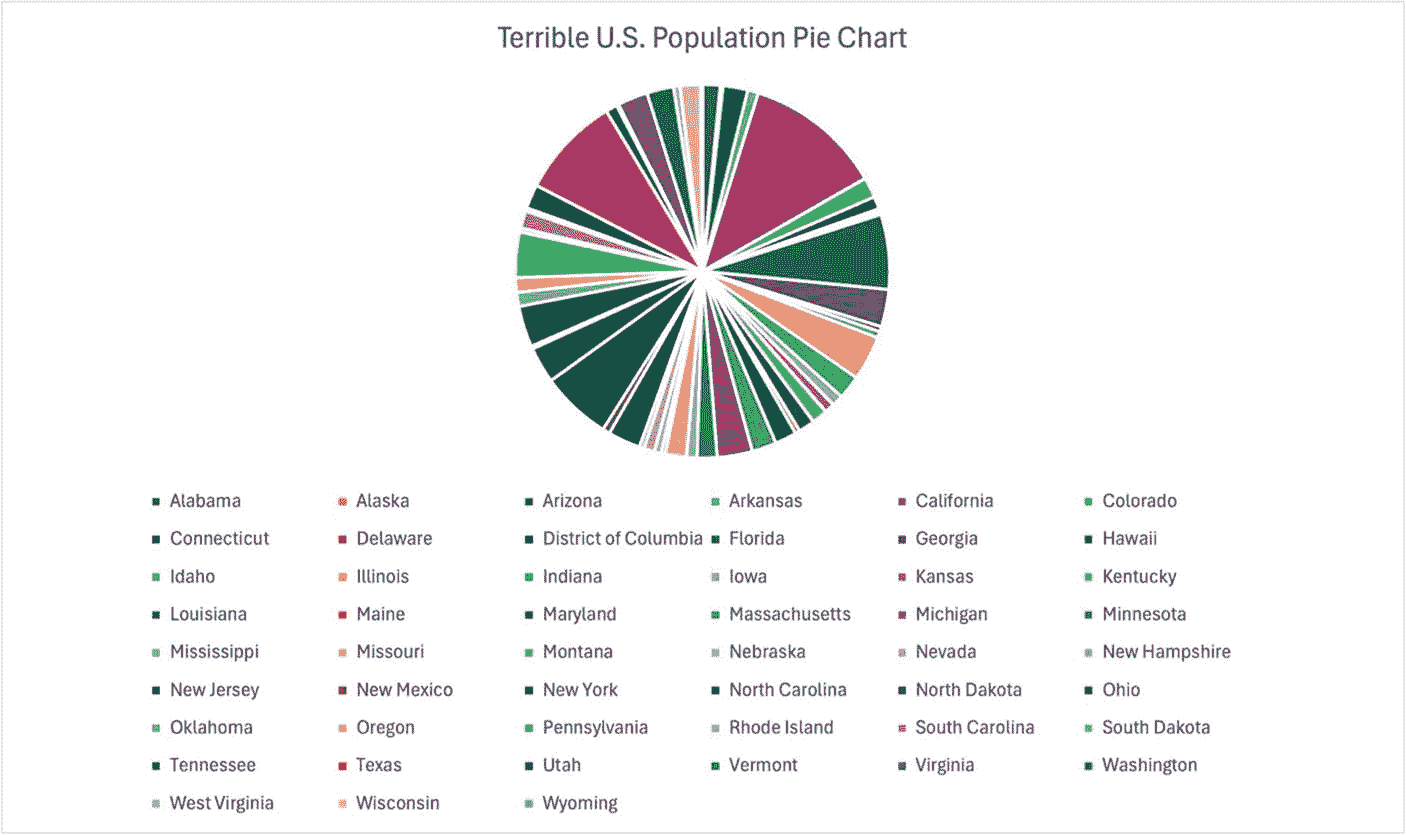 Terrible U.S. Population Pie Chart
Alabama Alaska Arizona Arkansas California Colorado
Connecticut Delaware District of Columbia Florida Georgia Hawaii
Idaho Illinois Indiana Iowa Kansas Kentucky
Louisiana Maine Maryland Massachusetts Michigan Minnesota
Mississippi Missouri Montana Nebraska Nevada New Hampshire
New Jersey New Mexico New York North Carolina North Dakota Ohio
Oklahoma Oregon Pennsylvania Rhode Island South Carolina South Dakota
Tennessee Texas Utah Vermont Virginia Washington
West Virginia Wisconsin Wyoming